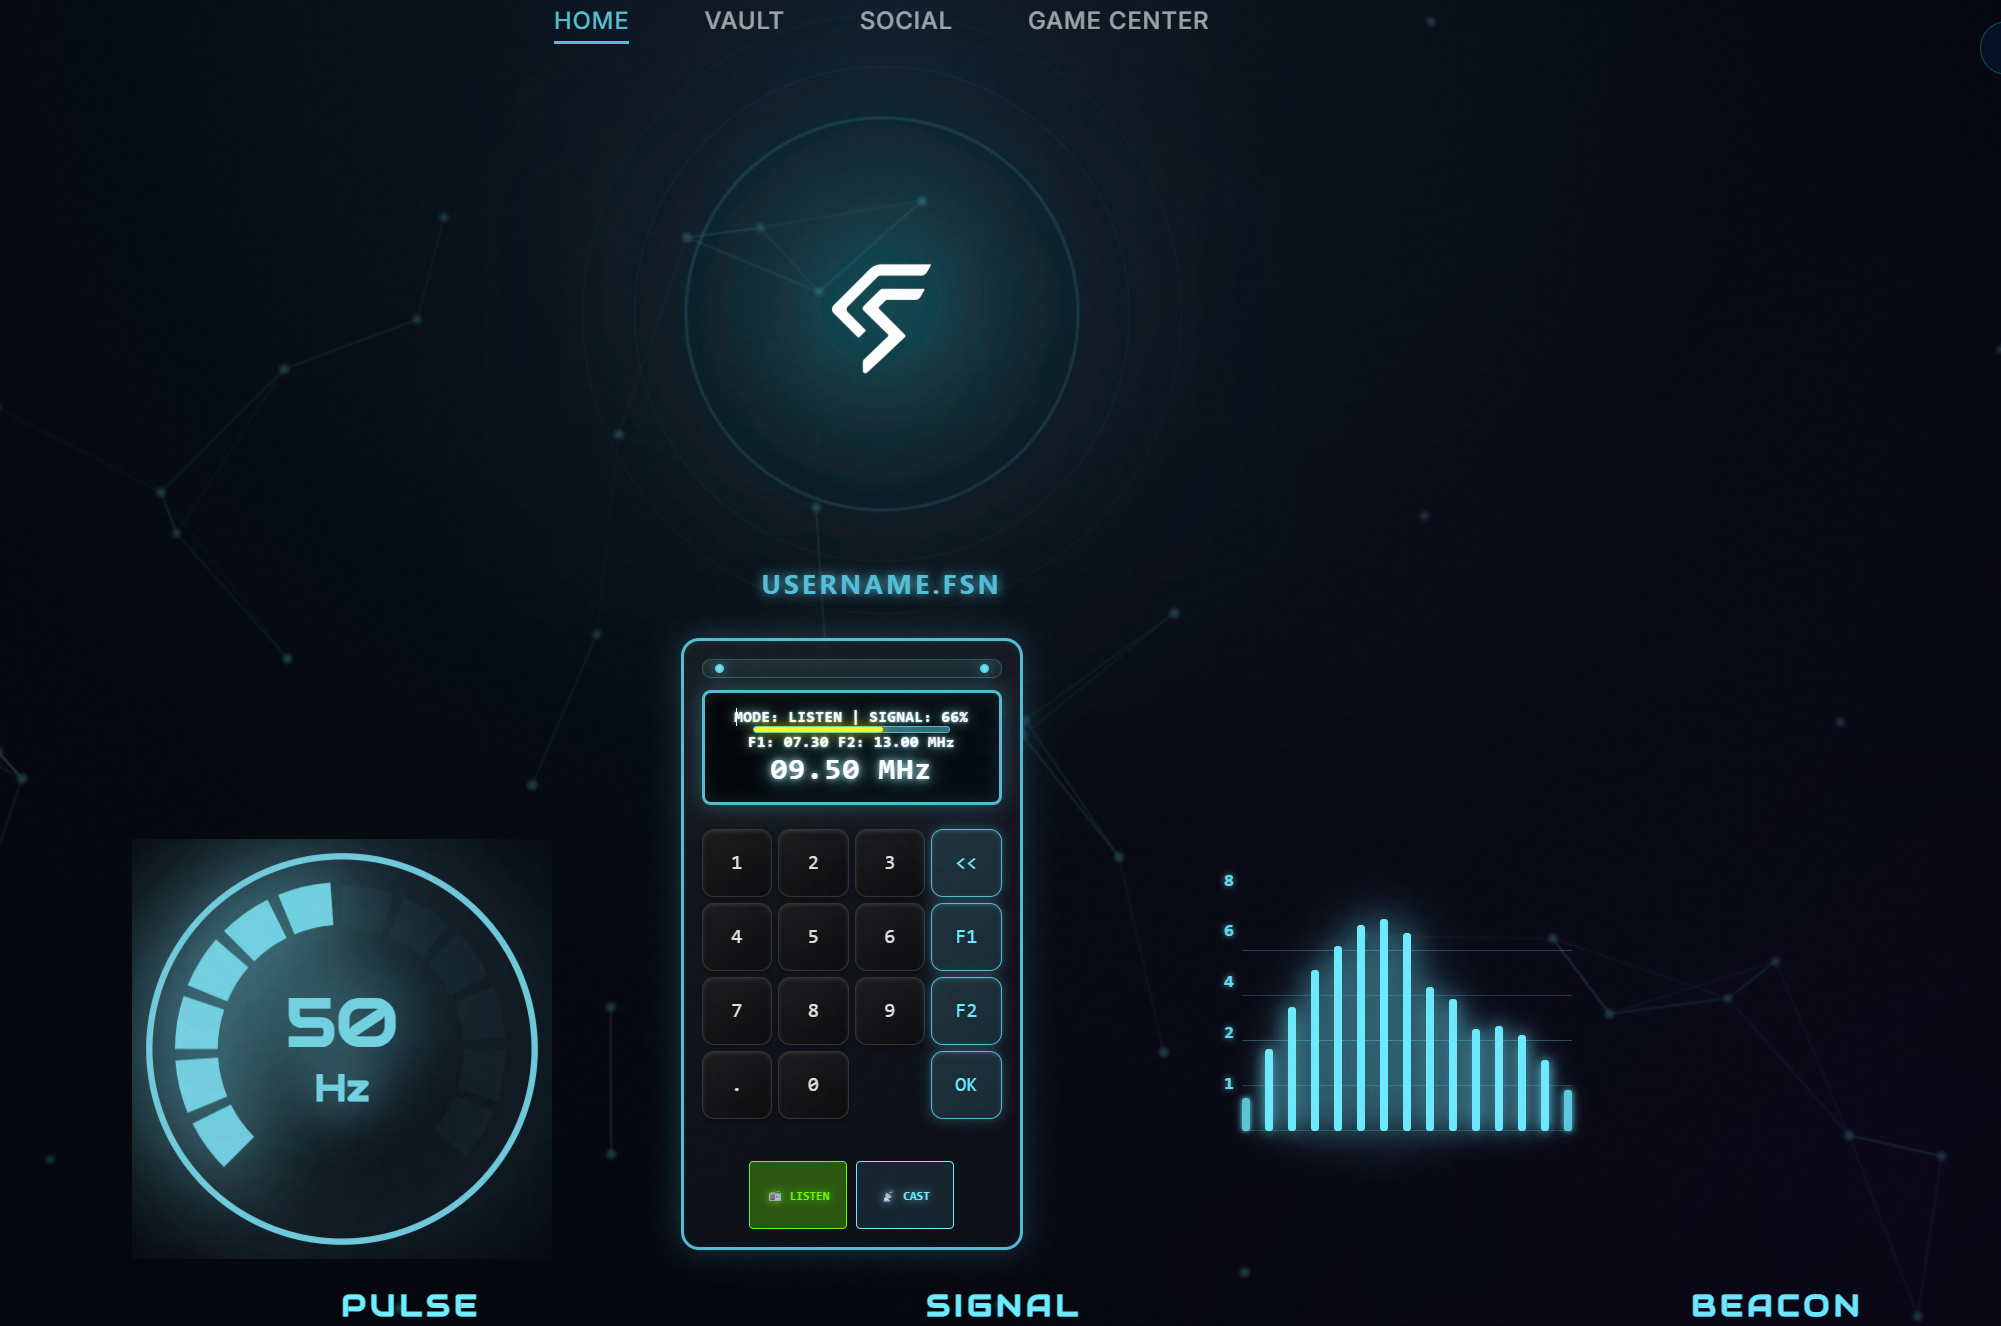 HOME VAULT SOCIAL GAME CENTER
USERNAME.FSN
MODE: LISTEN | SIGNAL: 66%
F1: 07.30 F2: 13.00 MHz
09.50 MHz
1 2 3 <<
4 5 6 F1
7 8 9 F2
. 0 OK
LISTEN CAST
50
Hz
8
6
4
2
1
PULSE SIGNAL BEACON